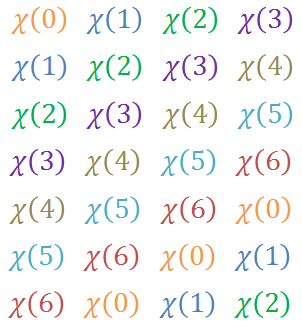 χ(0) χ(1) χ(2) χ(3)
χ(1) χ(2) χ(3) χ(4)
χ(2) χ(3) χ(4) χ(5)
χ(3) χ(4) χ(5) χ(6)
χ(4) χ(5) χ(6) χ(0)
χ(5) χ(6) χ(0) χ(1)
χ(6) χ(0) χ(1) χ(2)